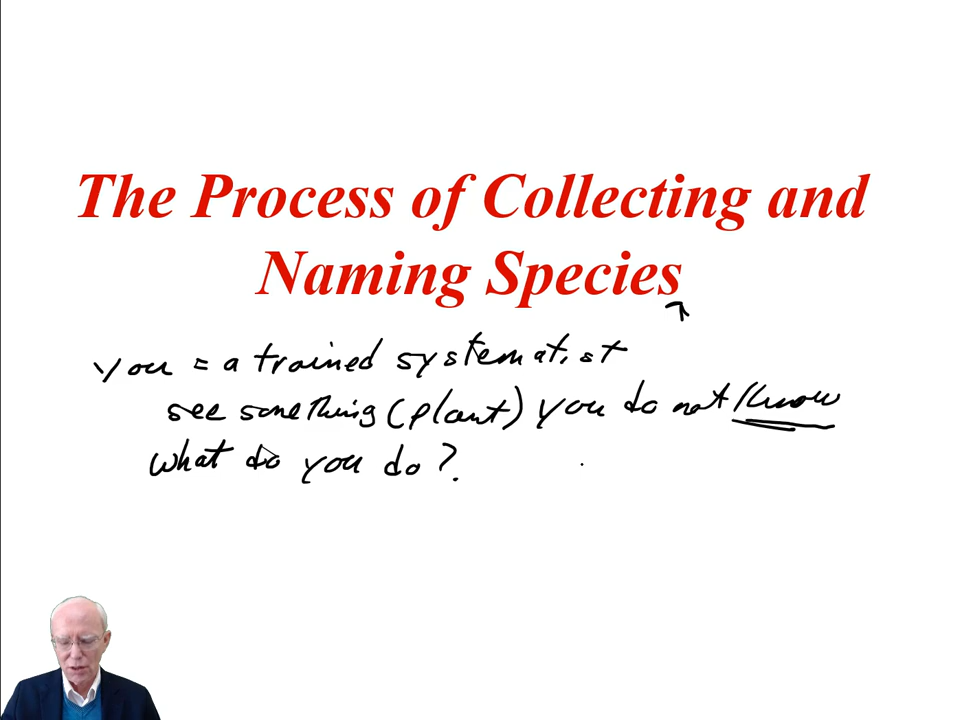 The Process of Collecting and
Naming Species
you = a trained systematist
see something (plant) you do not know
what do you do?